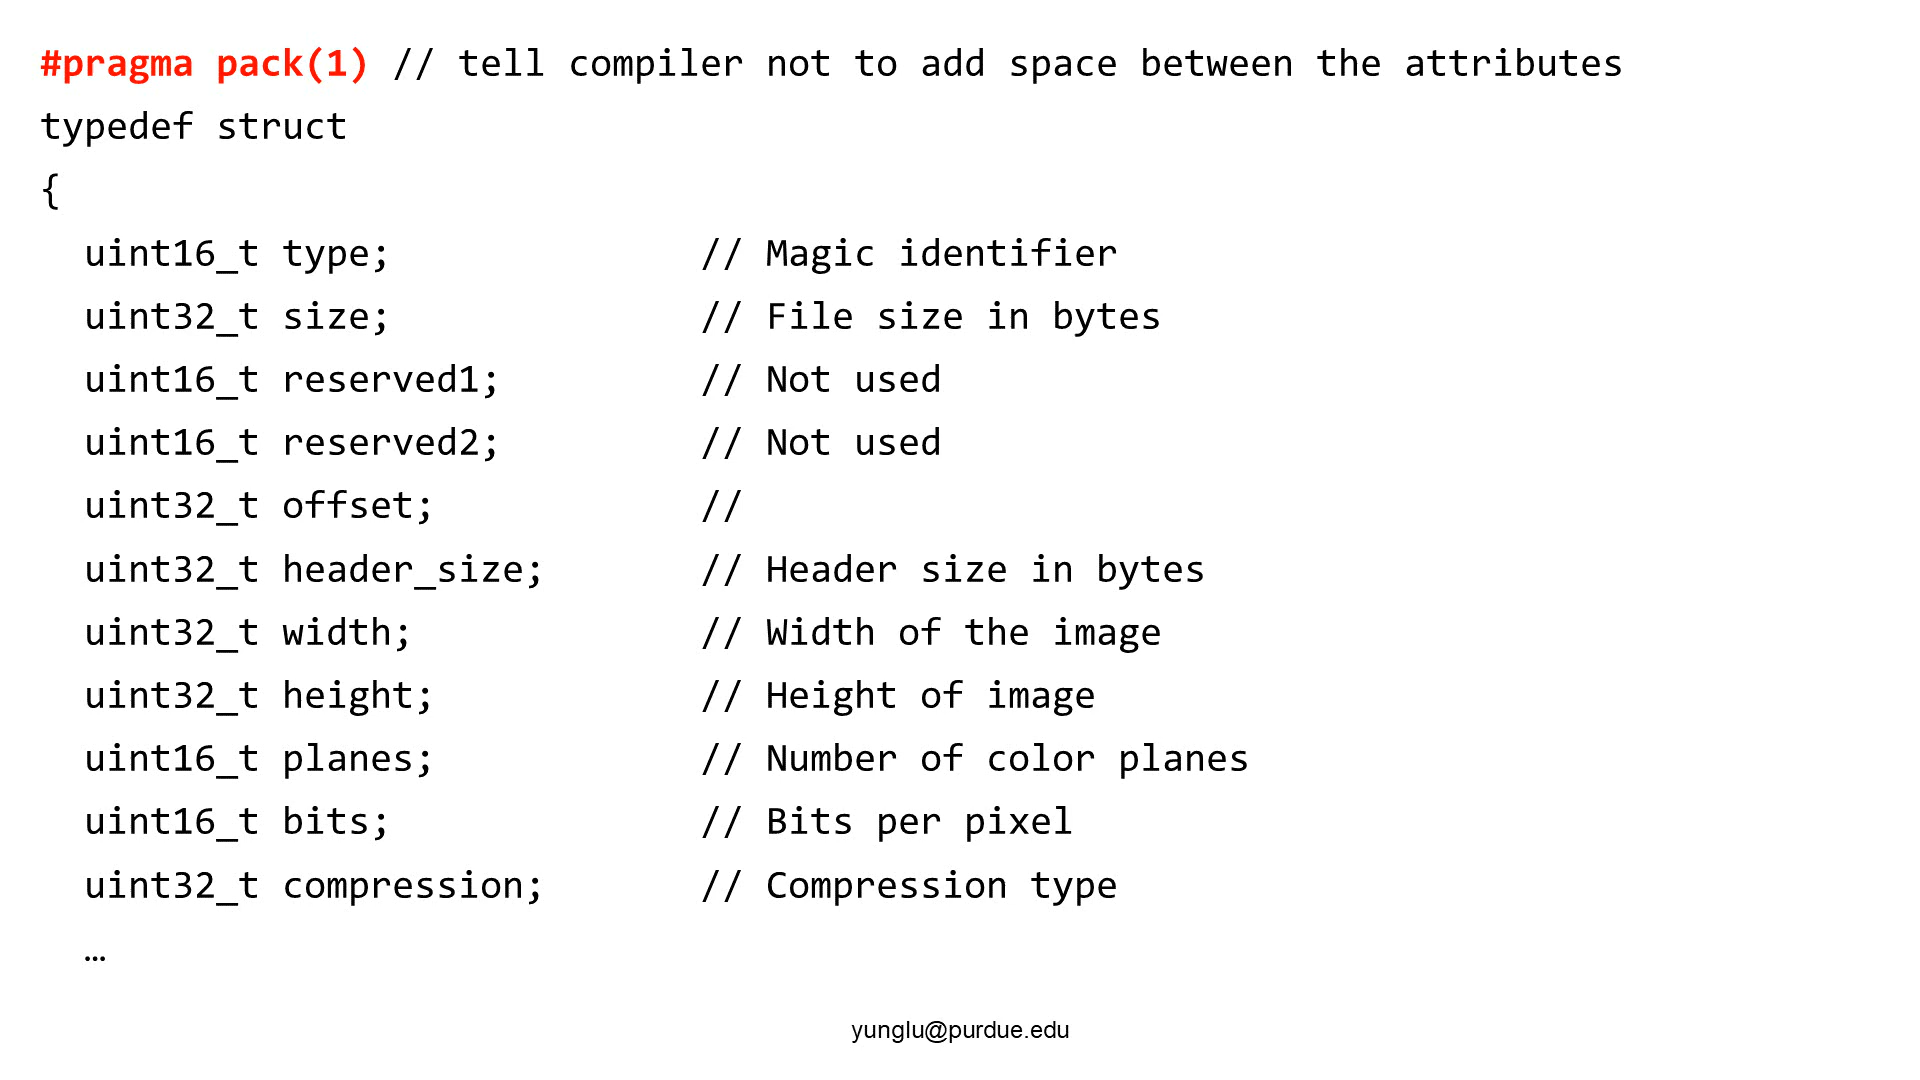 #pragma pack(1) // tell compiler not to add space between the attributes
typedef struct
{
uint16_t type; // Magic identifier
uint32_t size; // File size in bytes
uint16_t reserved1; // Not used
uint16_t reserved2; // Not used
uint32_t offset; //
uint32_t header_size; // Header size in bytes
uint32_t width; // Width of the image
uint32_t height; // Height of image
uint16_t planes; // Number of color planes
uint16_t bits; // Bits per pixel
uint32_t compression; // Compression type
…
yunglu@purdue.edu